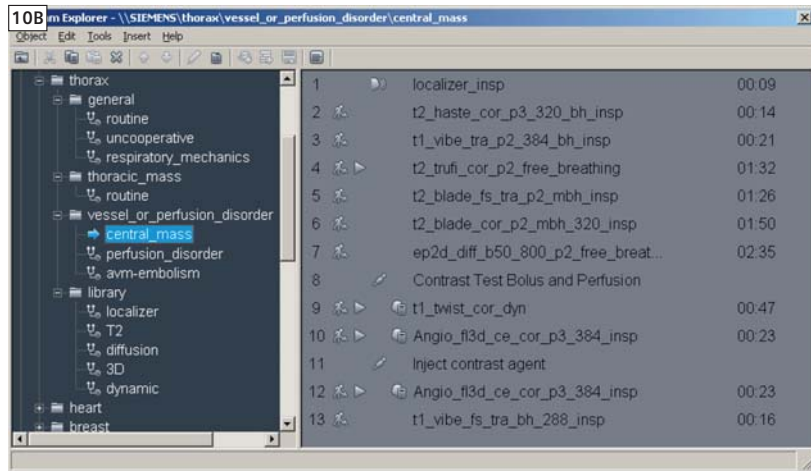 10B
m Explorer - \\SIEMENS\thorax\vessel_or_perfusion_disorder\central_mass
Object Edit Tools Insert Help
thorax
general
routine
uncooperative
respiratory_mechanics
thoracic_mass
routine
vessel_or_perfusion_disorder
central_mass
perfusion_disorder
avm-embolism
library
localizer
T2
diffusion
3D
dynamic
heart
breast
1 localizer_insp 00:09
2 t2_haste_cor_p3_320_bh_insp 00:14
3 t1_vibe_tra_p2_384_bh_insp 00:21
4 t2_trufi_cor_p2_free_breathing 01:32
5 t2_blade_fs_tra_p2_mbh_insp 01:26
6 t2_blade_cor_p2_mbh_320_insp 01:50
7 ep2d_diff_b50_800_p2_free_breat... 02:35
8 Contrast Test Bolus and Perfusion
9 t1_twist_cor_dyn 00:47
10 Angio_fl3d_ce_cor_p3_384_insp 00:23
11 Inject contrast agent
12 Angio_fl3d_ce_cor_p3_384_insp 00:23
13 t1_vibe_fs_tra_bh_288_insp 00:16